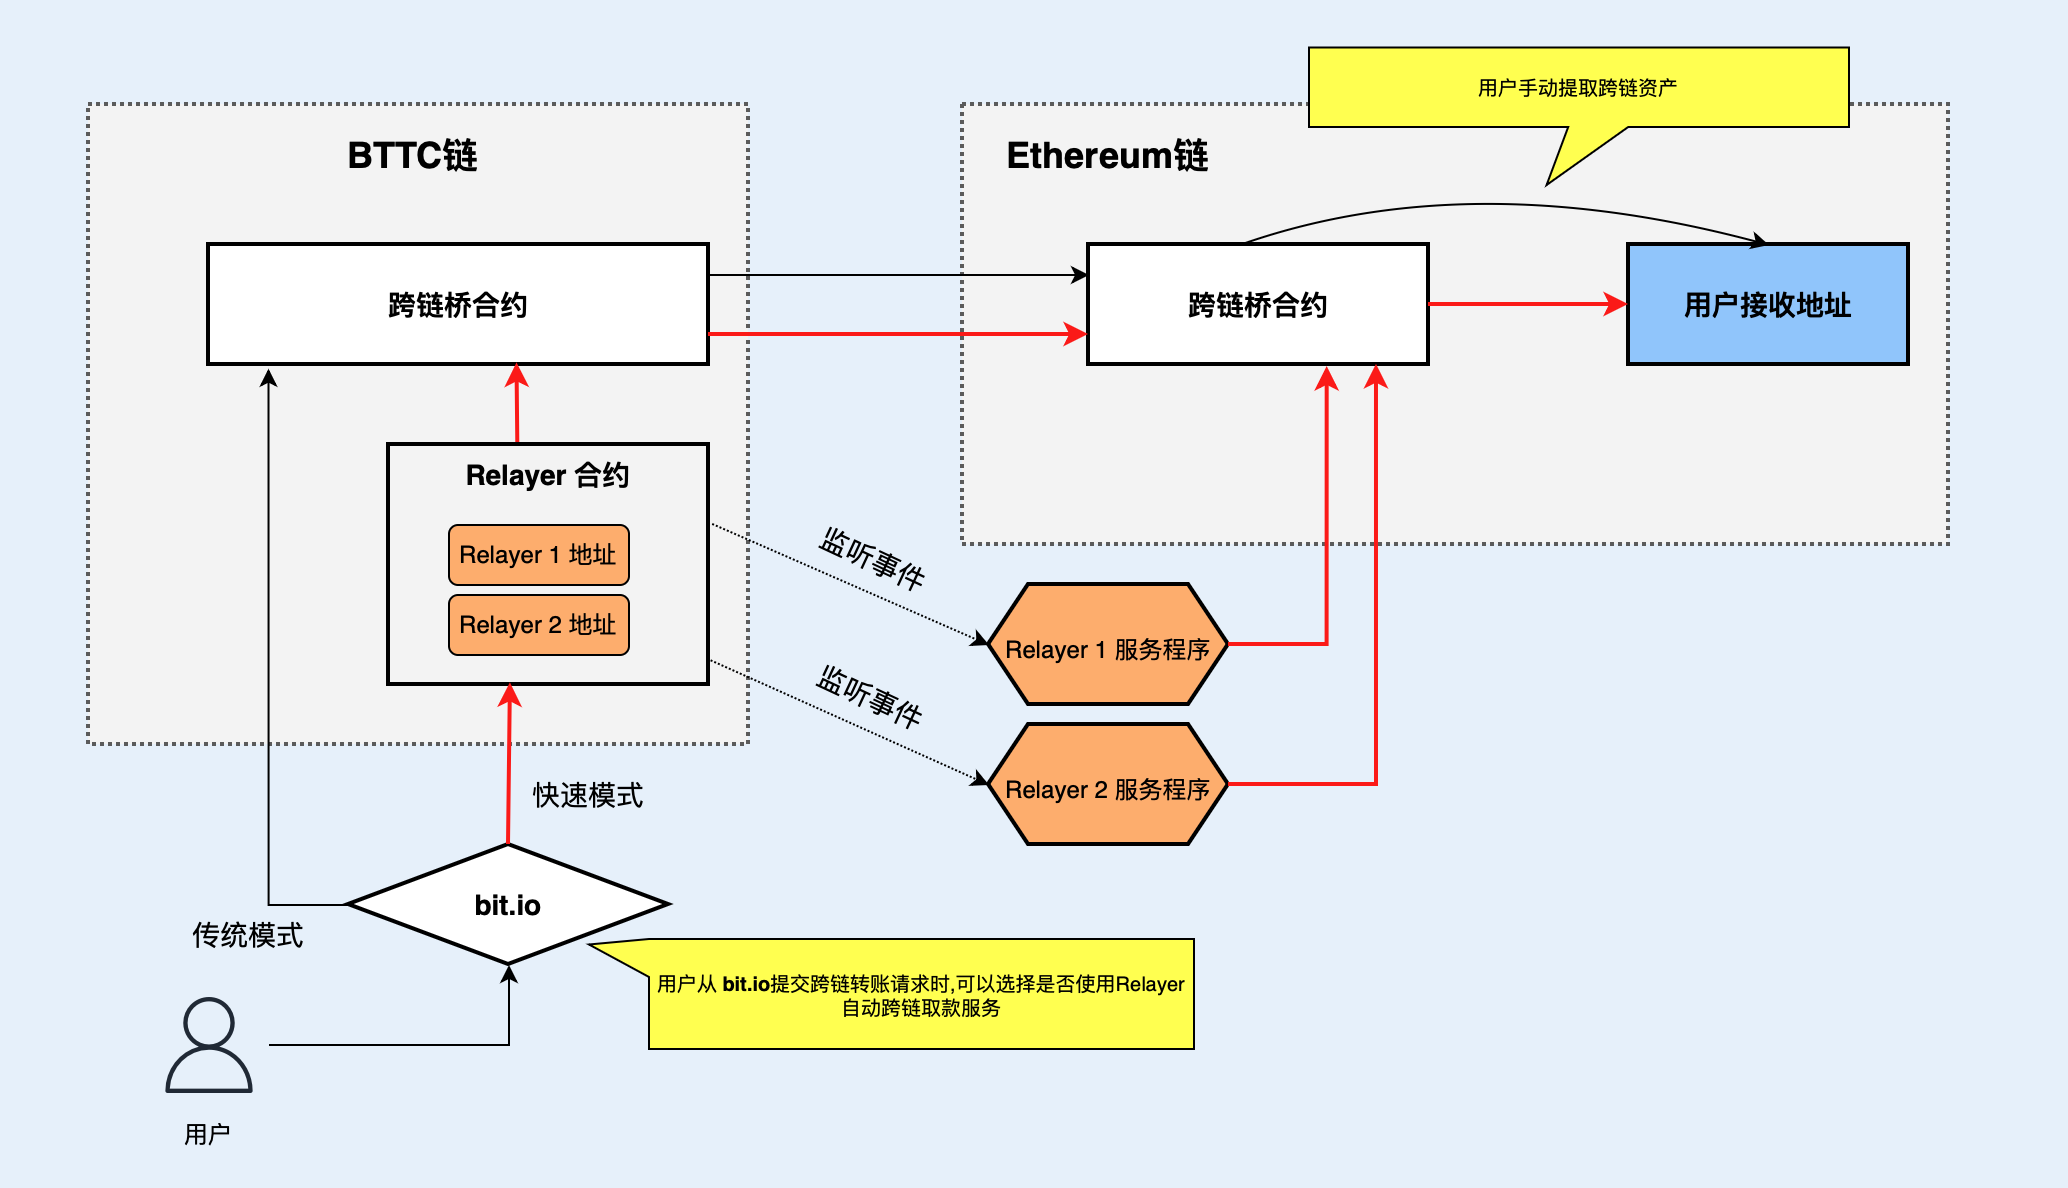 用户手动提取跨链资产
BTTC链
Ethereum链
跨链桥合约
跨链桥合约
用户接收地址
Relayer 合约
Relayer 1 地址
Relayer 2 地址
监听事件
监听事件
Relayer 1 服务程序
Relayer 2 服务程序
快速模式
bit.io
传统模式
用户从 bit.io提交跨链转账请求时,可以选择是否使用Relayer
自动跨链取款服务
用户